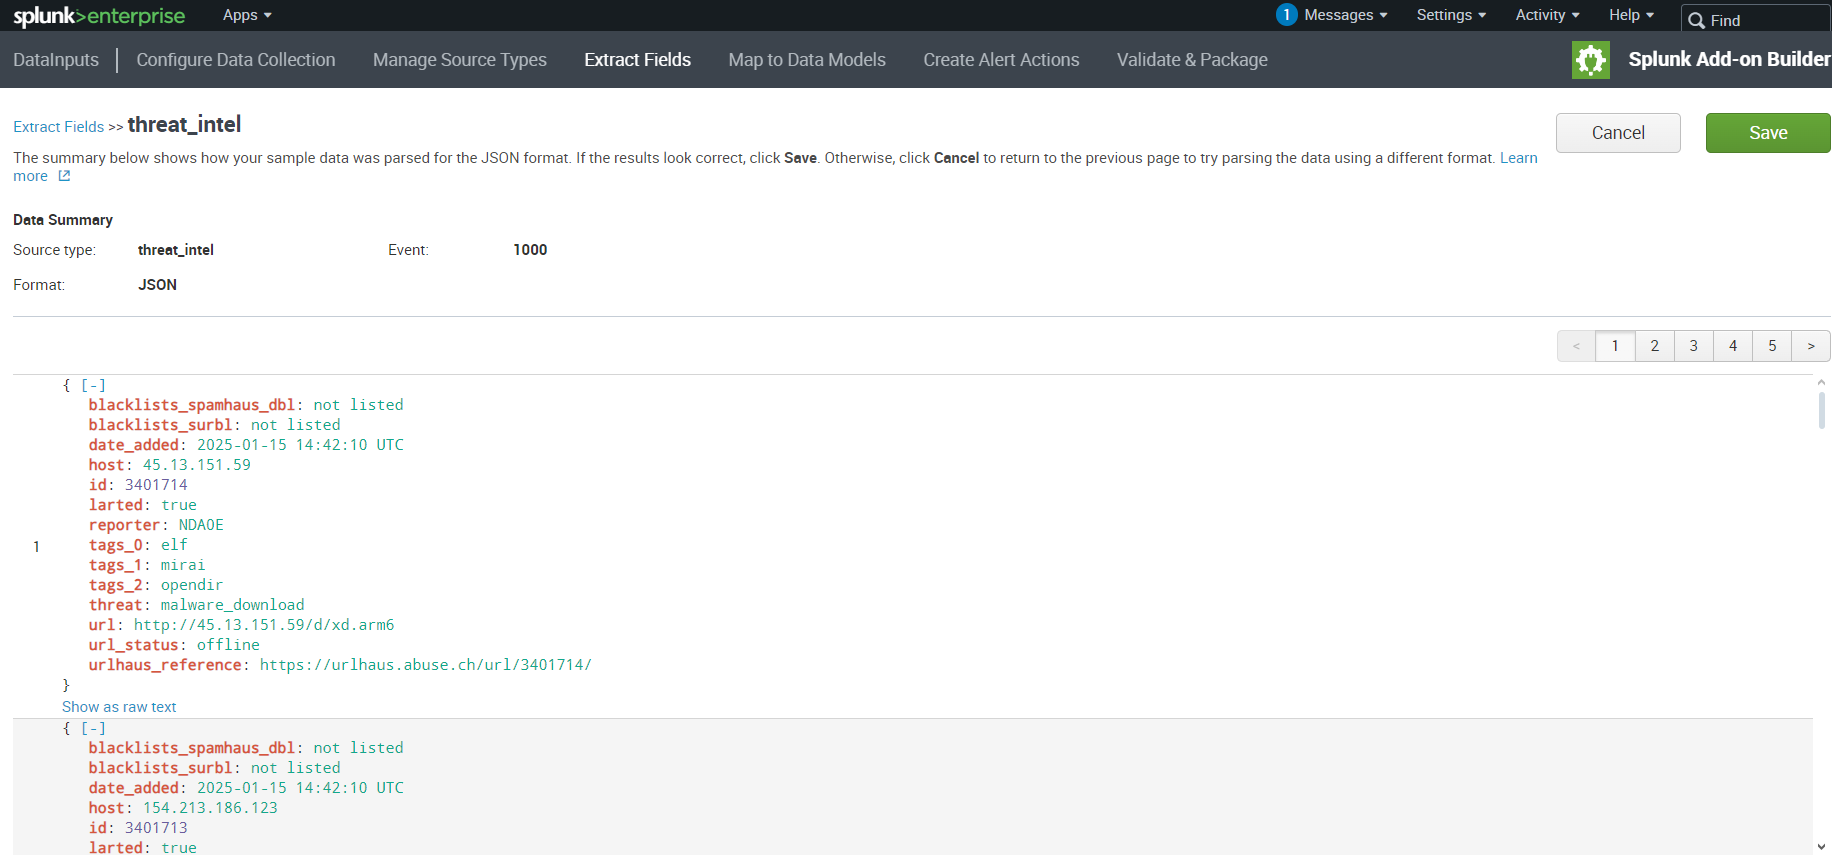 splunk>enterprise Apps 1 Messages Settings Activity Help Find
DataInputs Configure Data Collection Manage Source Types Extract Fields Map to Data Models Create Alert Actions Validate & Package Splunk Add-on Builder
Extract Fields >> threat_intel Cancel Save
The summary below shows how your sample data was parsed for the JSON format. If the results look correct, click Save. Otherwise, click Cancel to return to the previous page to try parsing the data using a different format. Learn
more
Data Summary
Source type: threat_intel Event: 1000
Format: JSON
< 1 2 3 4 5 >
{ [-]
blacklists_spamhaus_dbl: not listed
blacklists_surbl: not listed
date_added: 2025-01-15 14:42:10 UTC
host: 45.13.151.59
id: 3401714
larted: true
reporter: NDA0E
1 tags_0: elf
tags_1: mirai
tags_2: opendir
threat: malware_download
url: http://45.13.151.59/d/xd.arm6
url_status: offline
urlhaus_reference: https://urlhaus.abuse.ch/url/3401714/
}
Show as raw text
{ [-]
blacklists_spamhaus_dbl: not listed
blacklists_surbl: not listed
date_added: 2025-01-15 14:42:10 UTC
host: 154.213.186.123
id: 3401713
larted: true